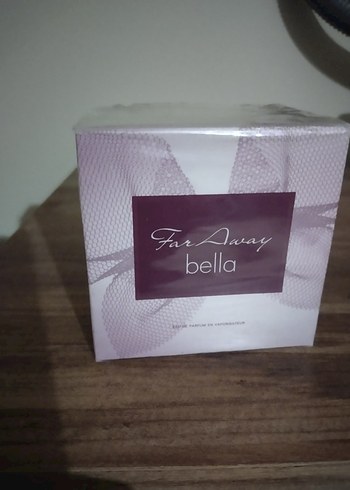 Far Away
bella
EAU DE PARFUM EN VAPORISATEUR